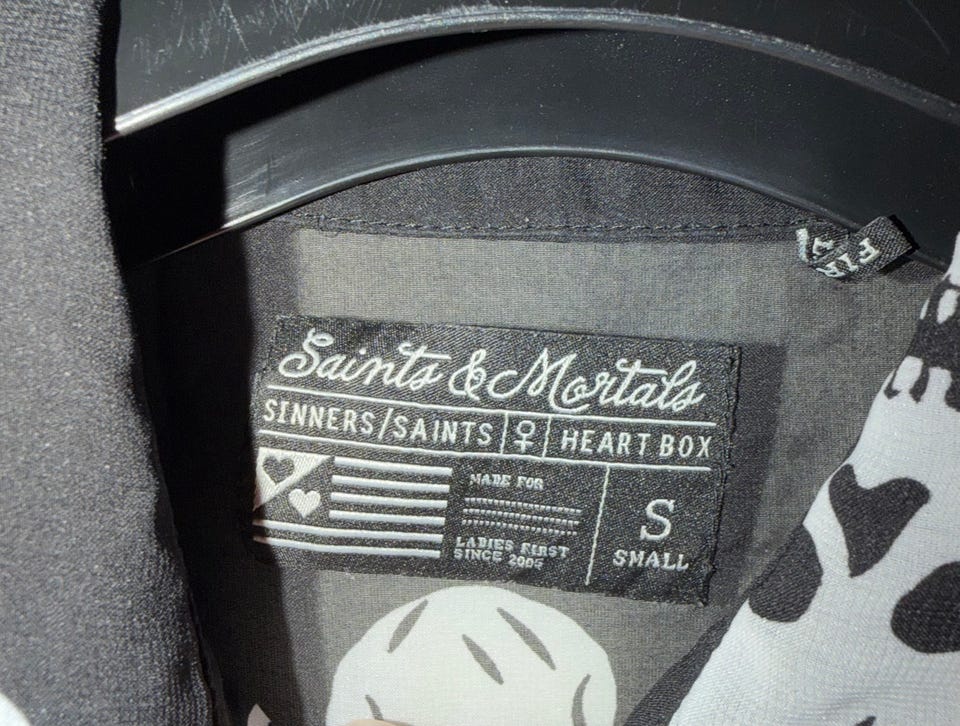 Saints & Mortals
SINNERS/SAINTS ♀ HEART BOX
MADE FOR
LADIES FIRST
SINCE 2005
S
SMALL